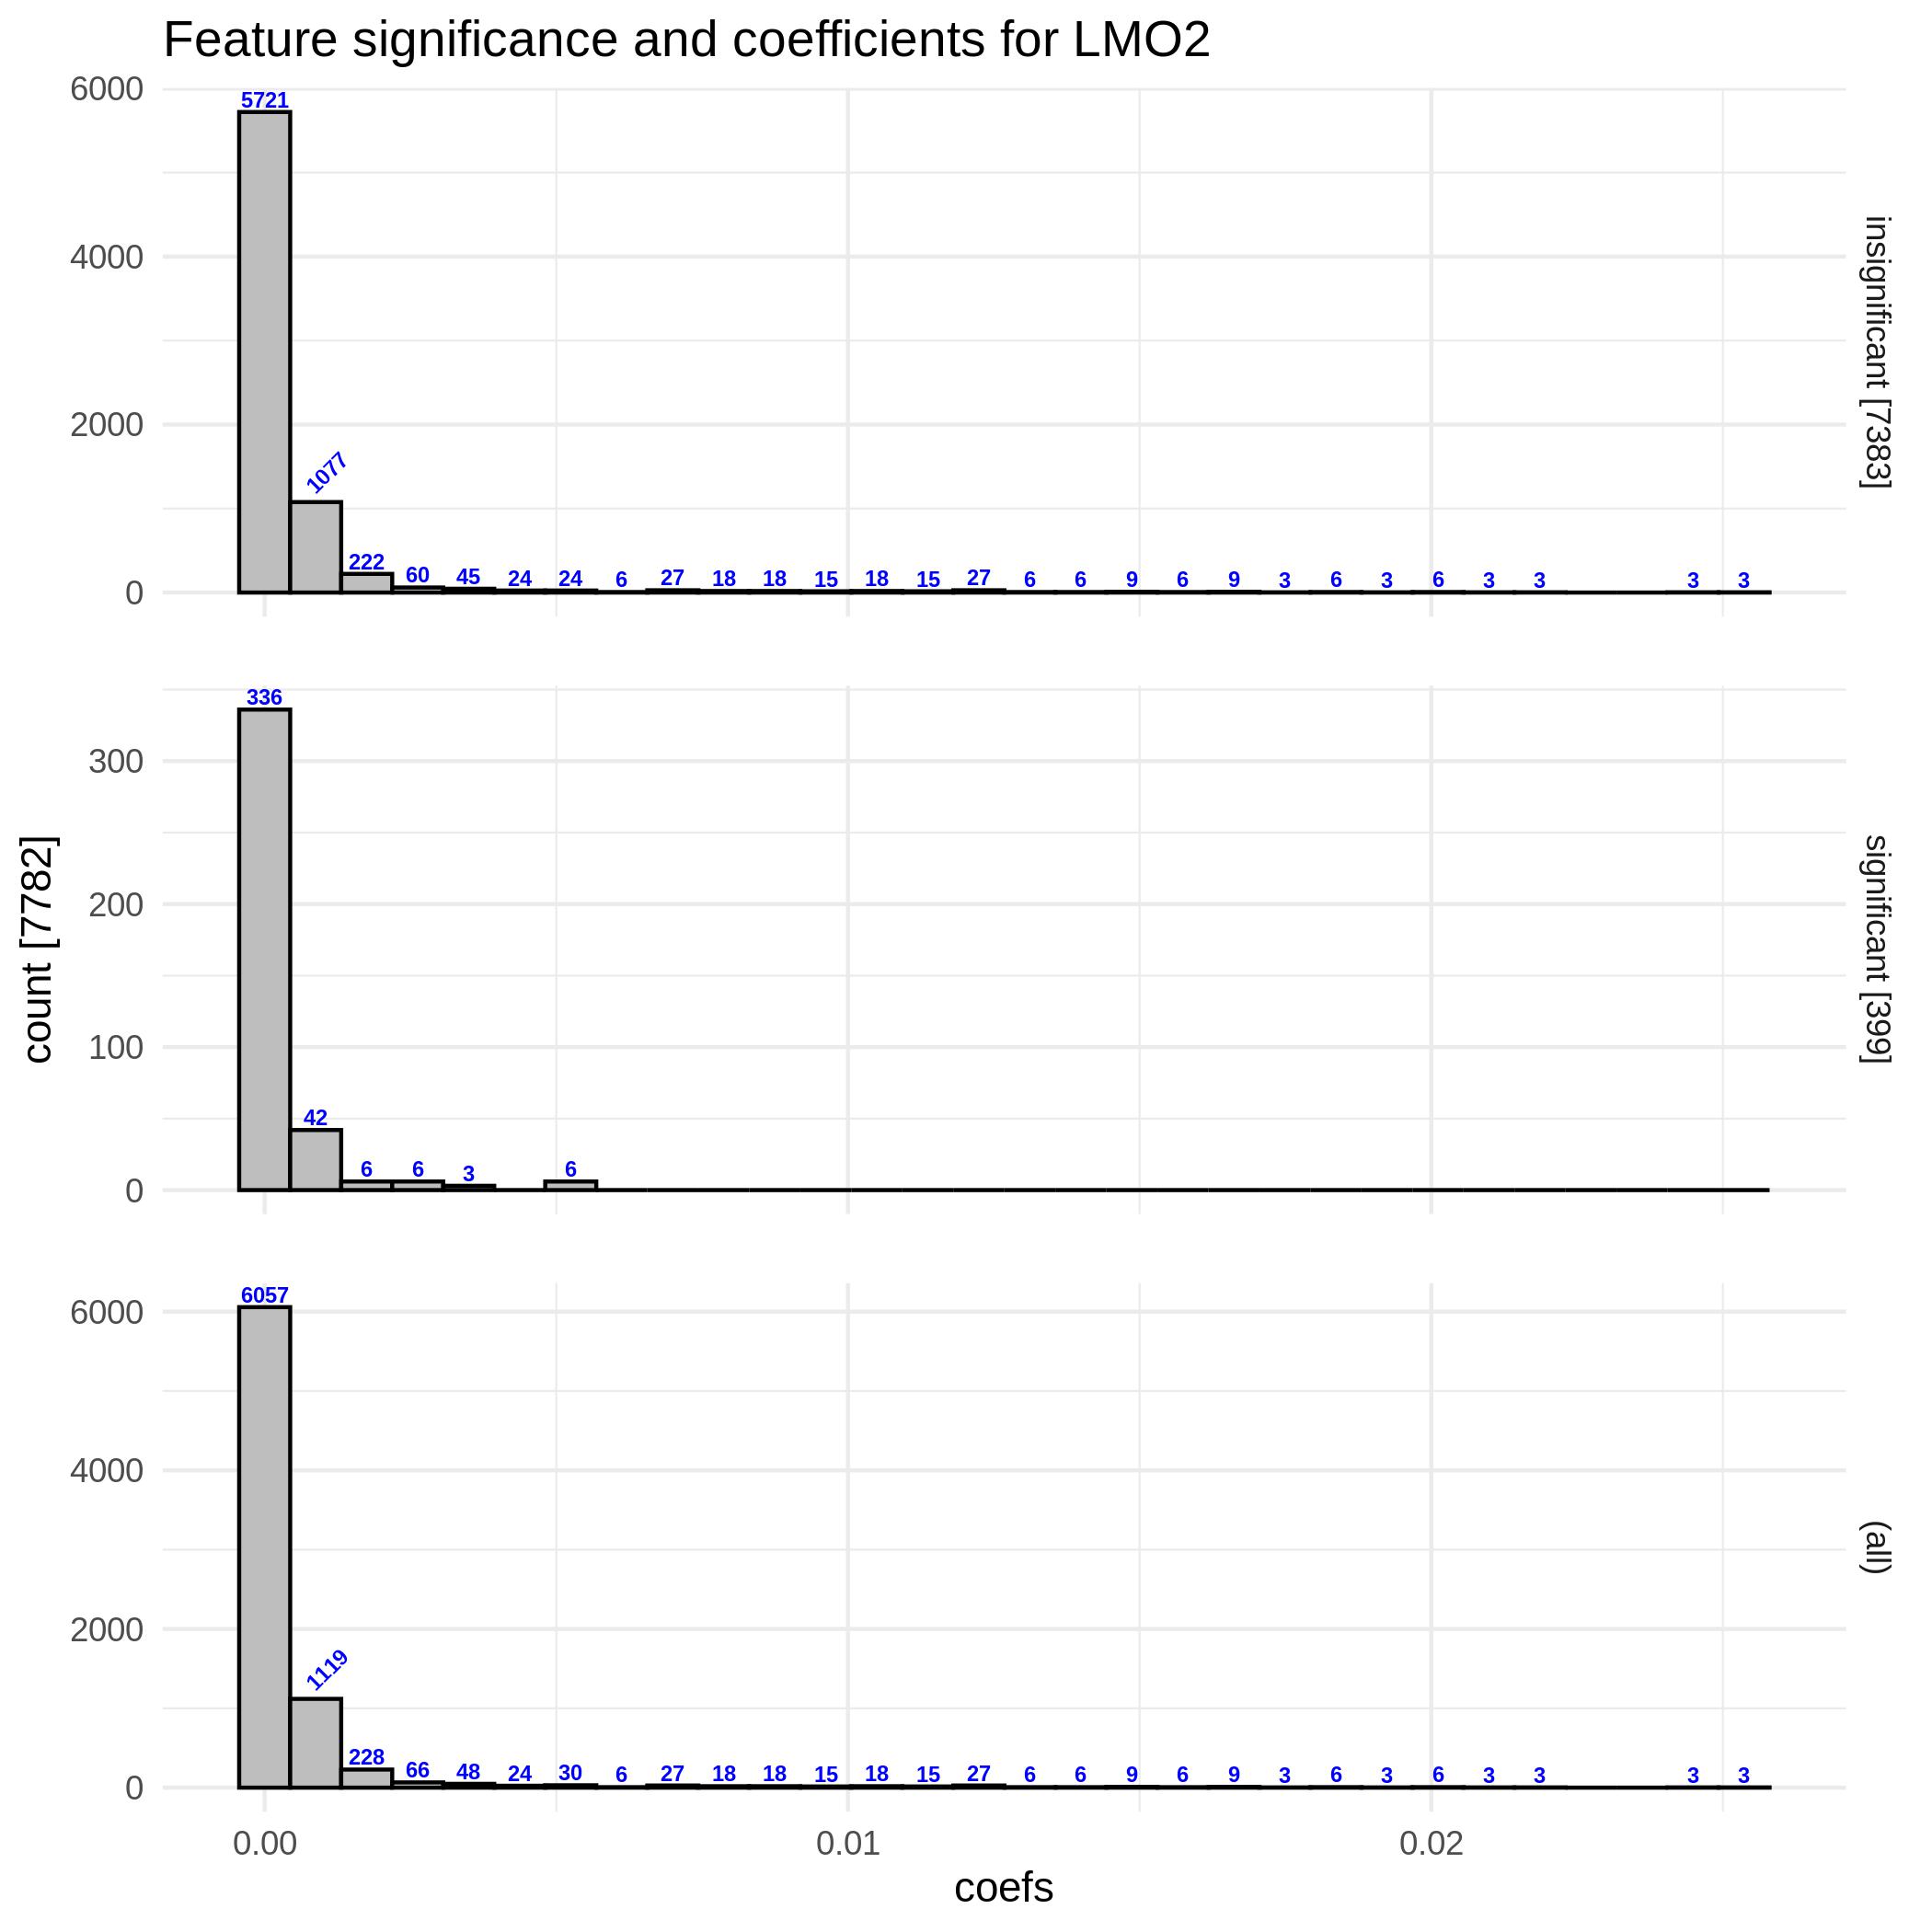 Feature significance and coefficients for LMO2
6000
4000
2000
0
5721
1077
222 60 45 24 24 6 27 18 18 15 18 15 27 6 6 9 6 9 3 6 3 6 3 3 3 3
insignificant [7383]
count [7782]
300
200
100
0
336
42
6 6 3 6
significant [399]
6000
4000
2000
0
6057
1119
228 66 48 24 30 6 27 18 18 15 18 15 27 6 6 9 6 9 3 6 3 6 3 3 3 3
(all)
0.00 0.01 0.02
coefs